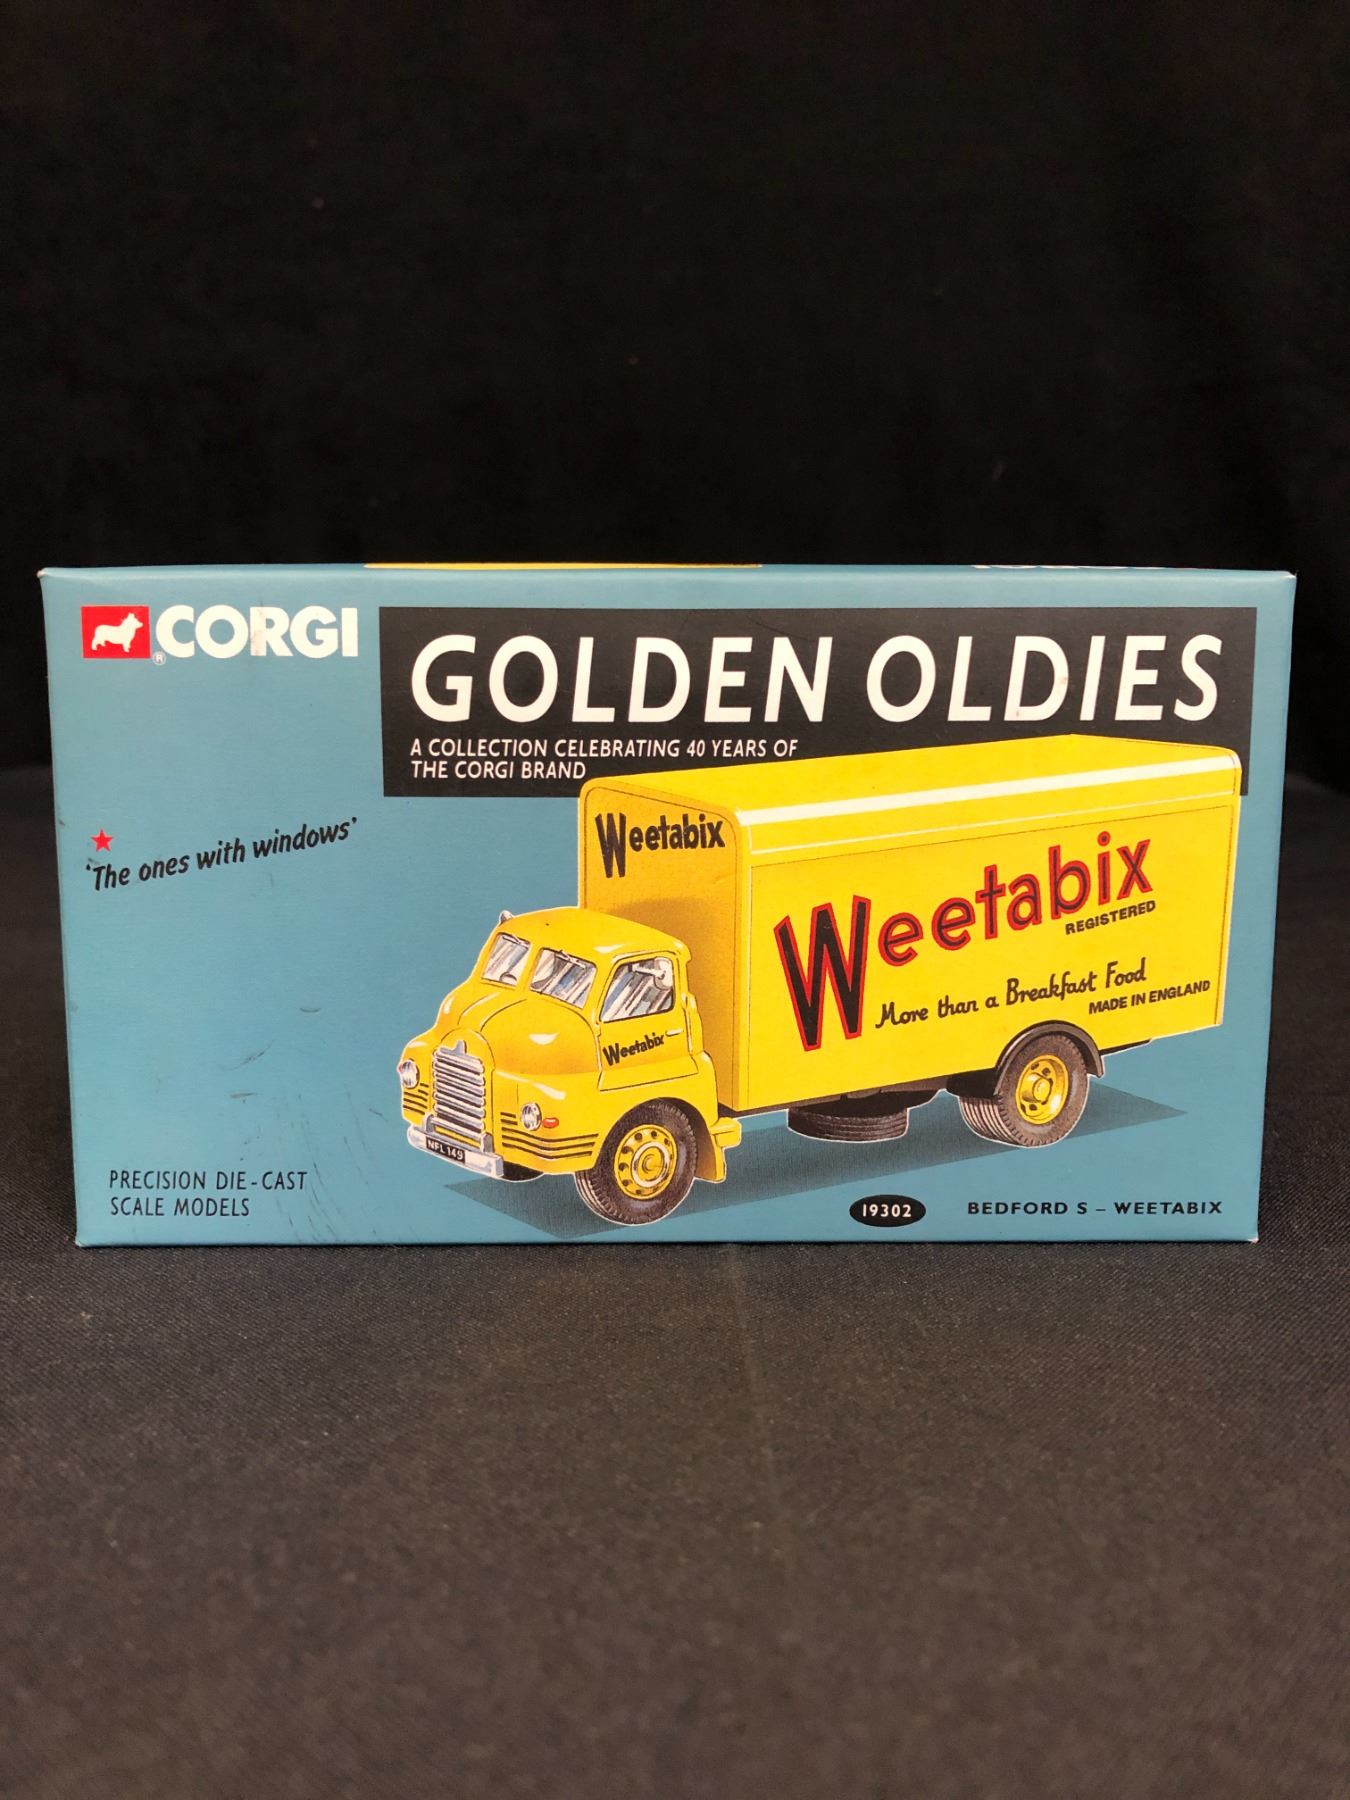 CORGI
®
GOLDEN OLDIES
A COLLECTION CELEBRATING 40 YEARS OF
THE CORGI BRAND
'The ones with windows'
Weetabix
Weetabix
REGISTERED
More than a Breakfast Food
MADE IN ENGLAND
Weetabix
NFL 149
PRECISION DIE-CAST
SCALE MODELS
19302
BEDFORD S – WEETABIX